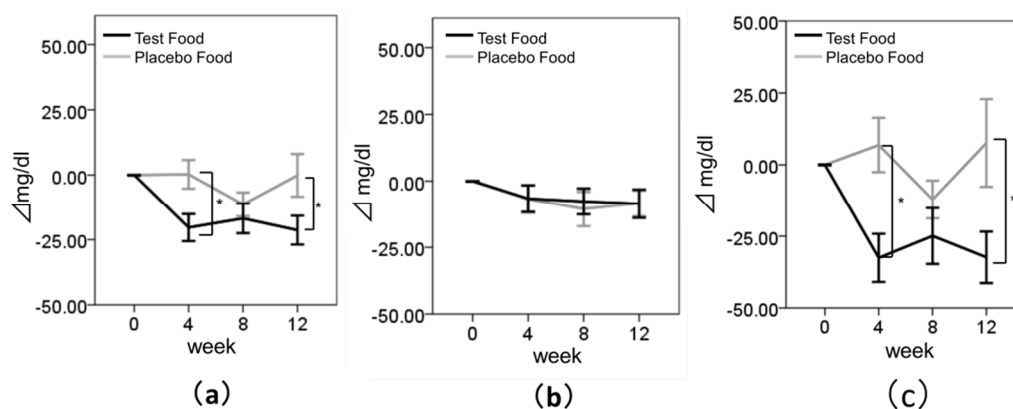 50.00
25.00
0.00
-25.00
-50.00
⊿mg/dl
Test Food
Placebo Food
*
*
0 4 8 12
week
(a)
50.00
25.00
0.00
-25.00
-50.00
⊿ mg/dl
Test Food
Placebo Food
0 4 8 12
week
(b)
50.00
25.00
0.00
-25.00
-50.00
⊿ mg/dl
Test Food
Placebo Food
*
*
0 4 8 12
week
(c)